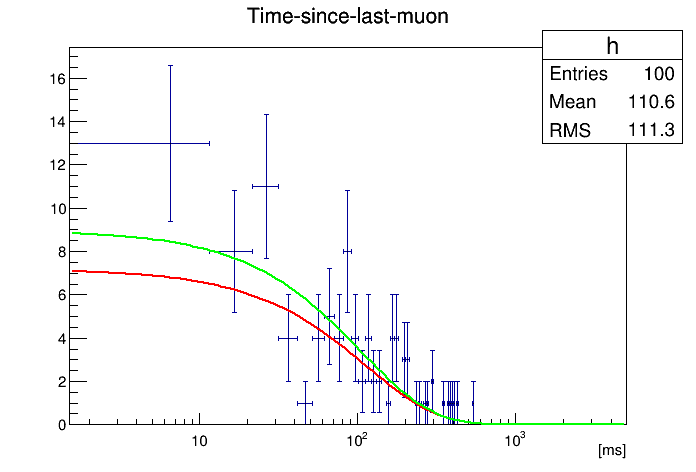 Time-since-last-muon
h
Entries 100
Mean 110.6
RMS 111.3
16
14
12
10
8
6
4
2
0
10 10² 10³
[ms]